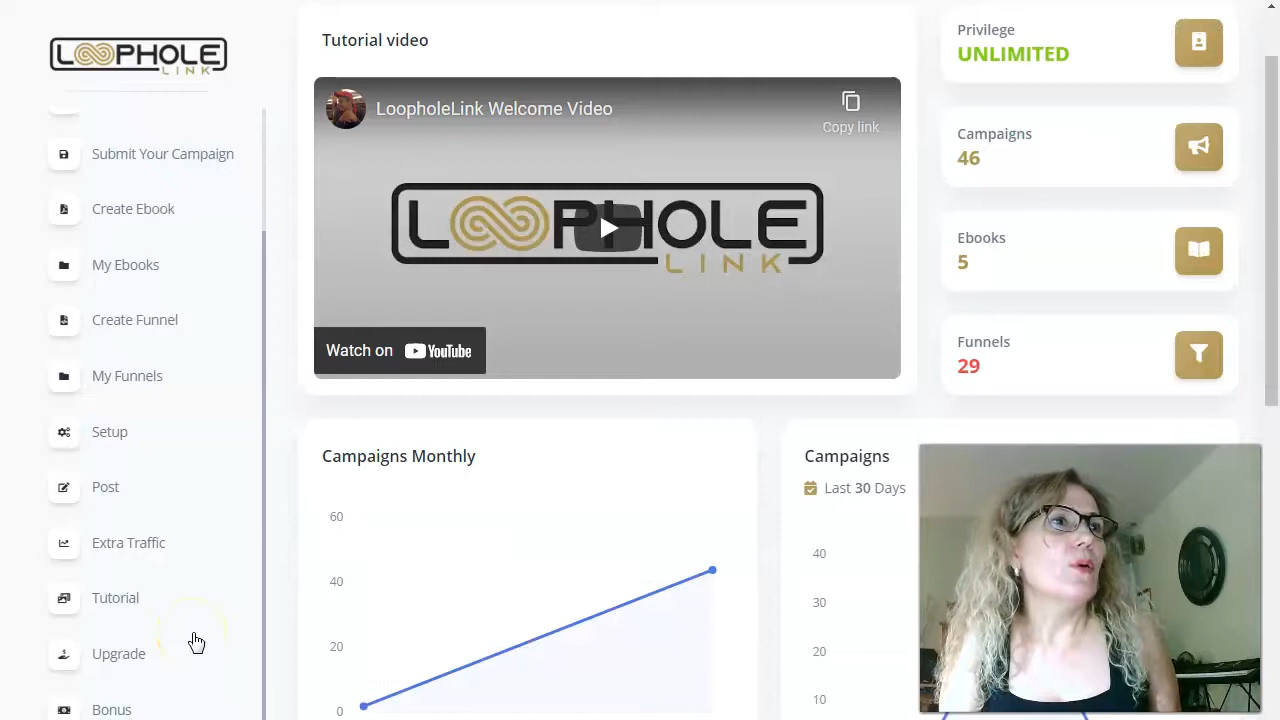 LOOPHOLE
LINK
Submit Your Campaign
Create Ebook
My Ebooks
Create Funnel
My Funnels
Setup
Post
Extra Traffic
Tutorial
Upgrade
Bonus
Tutorial video
LoopholeLink Welcome Video
Copy link
LOOPHOLE
LINK
Watch on YouTube
Privilege
UNLIMITED
Campaigns
46
Ebooks
5
Funnels
29
Campaigns Monthly
60
40
20
0
Campaigns
Last 30 Days
40
30
20
10